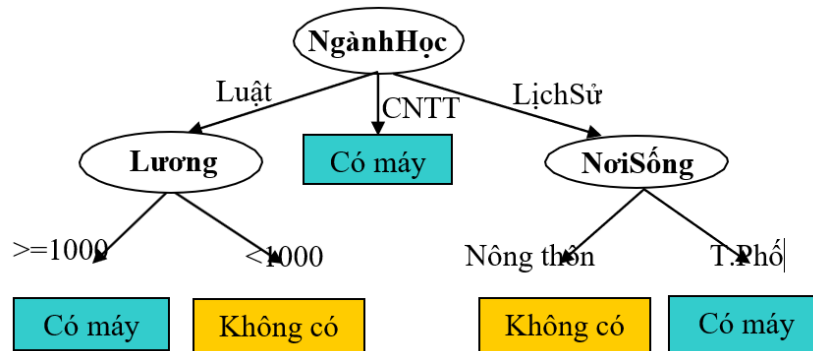 NgànhHọc
Luật
CNTT
LịchSử
Lương
Có máy
NơiSống
>=1000
<1000
Nông thôn
T.Phố
Có máy
Không có
Không có
Có máy